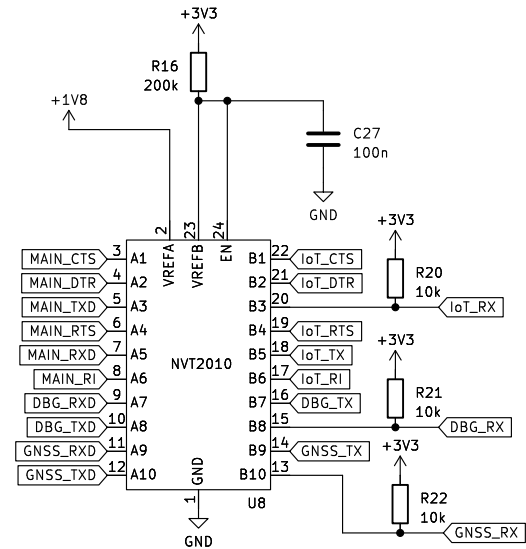 +3V3
R16
200k
+1V8
C27
100n
GND
2
23
24
VREFA
VREFB
EN
+3V3
MAIN_CTS 3 A1 B1 22 IoT_CTS
MAIN_DTR 4 A2 B2 21 IoT_DTR
R20
10k
MAIN_TXD 5 A3 B3 20 IoT_RX
MAIN_RTS 6 A4 B4 19 IoT_RTS
MAIN_RXD 7 A5 B5 18 IoT_TX
+3V3
NVT2010
MAIN_RI 8 A6 B6 17 IoT_RI
DBG_RXD 9 A7 B7 16 DBG_TX
R21
10k
DBG_TXD 10 A8 B8 15 DBG_RX
GNSS_RXD 11 A9 B9 14 GNSS_TX
+3V3
GNSS_TXD 12 A10 B10 13
GND
1
U8
R22
10k
GNSS_RX
GND